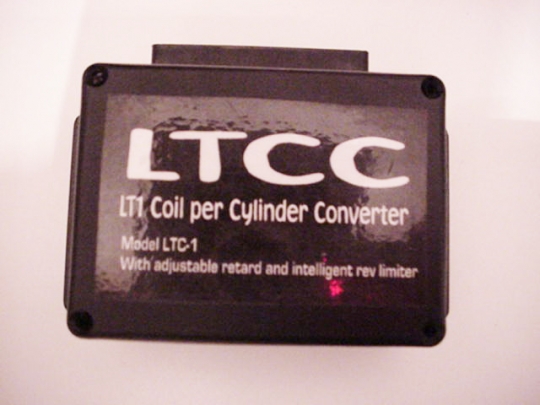 LTCC
LT1 Coil per Cylinder Converter
Model LTC-1
With adjustable retard and intelligent rev limiter